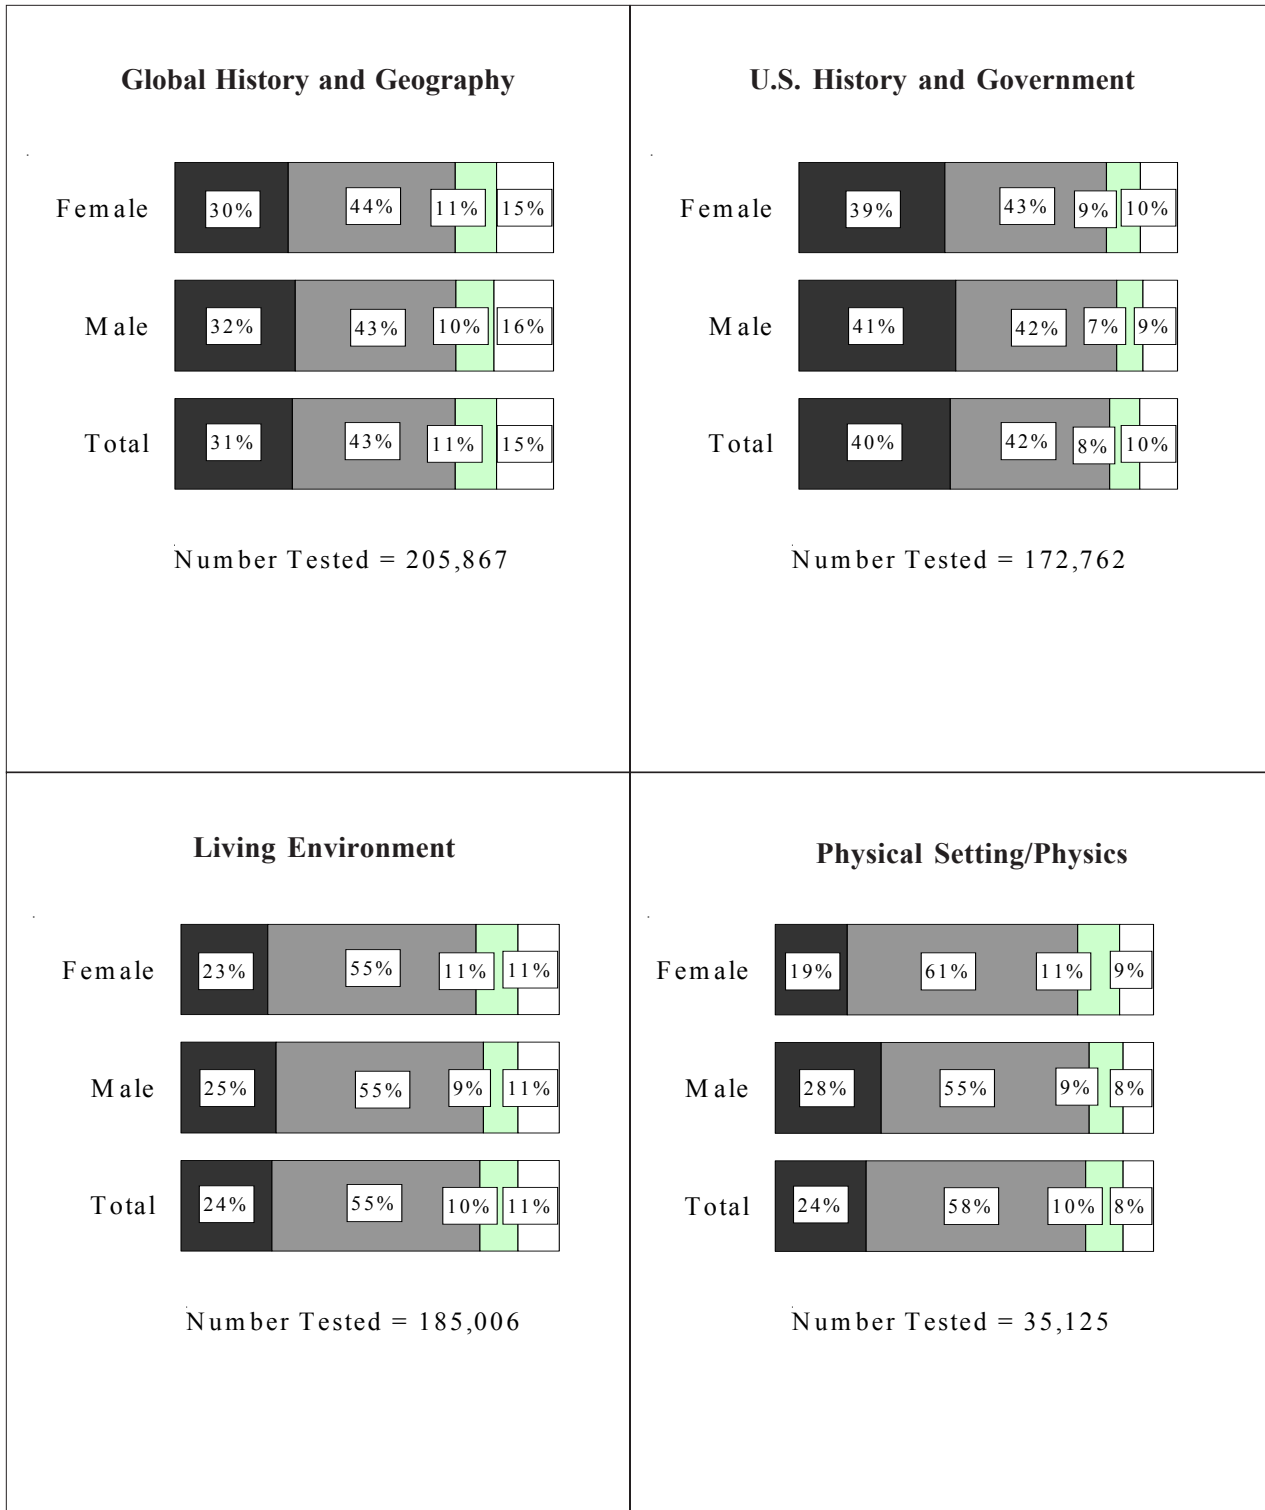 Global History and Geography
Female 30% 44% 11% 15%
Male 32% 43% 10% 16%
Total 31% 43% 11% 15%
Number Tested = 205,867
U.S. History and Government
Female 39% 43% 9% 10%
Male 41% 42% 7% 9%
Total 40% 42% 8% 10%
Number Tested = 172,762
Living Environment
Female 23% 55% 11% 11%
Male 25% 55% 9% 11%
Total 24% 55% 10% 11%
Number Tested = 185,006
Physical Setting/Physics
Female 19% 61% 11% 9%
Male 28% 55% 9% 8%
Total 24% 58% 10% 8%
Number Tested = 35,125